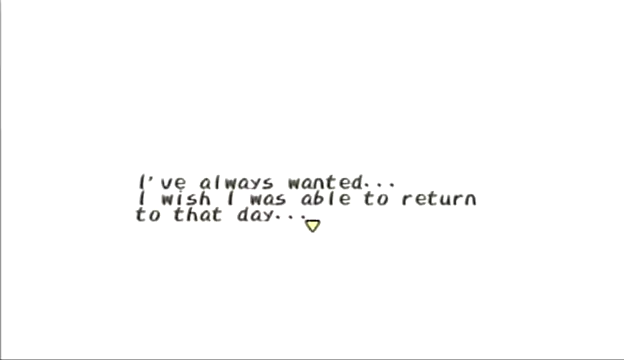 I've always wanted...
I wish I was able to return
to that day...